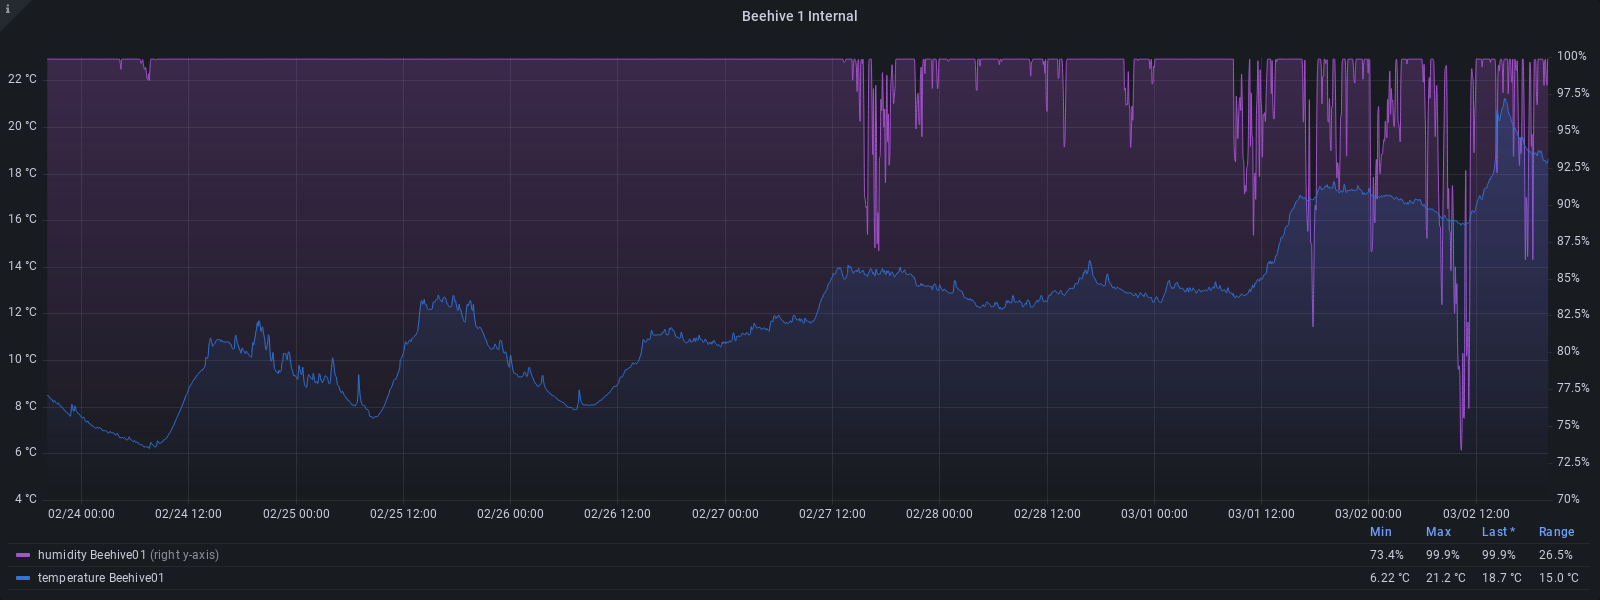 i
Beehive 1 Internal
22 °C
20 °C
18 °C
16 °C
14 °C
12 °C
10 °C
8 °C
6 °C
4 °C
100%
97.5%
95%
92.5%
90%
87.5%
85%
82.5%
80%
77.5%
75%
72.5%
70%
02/24 00:00 02/24 12:00 02/25 00:00 02/25 12:00 02/26 00:00 02/26 12:00 02/27 00:00 02/27 12:00 02/28 00:00 02/28 12:00 03/01 00:00 03/01 12:00 03/02 00:00 03/02 12:00
Min Max Last * Range
humidity Beehive01 (right y-axis) 73.4% 99.9% 99.9% 26.5%
temperature Beehive01 6.22 °C 21.2 °C 18.7 °C 15.0 °C